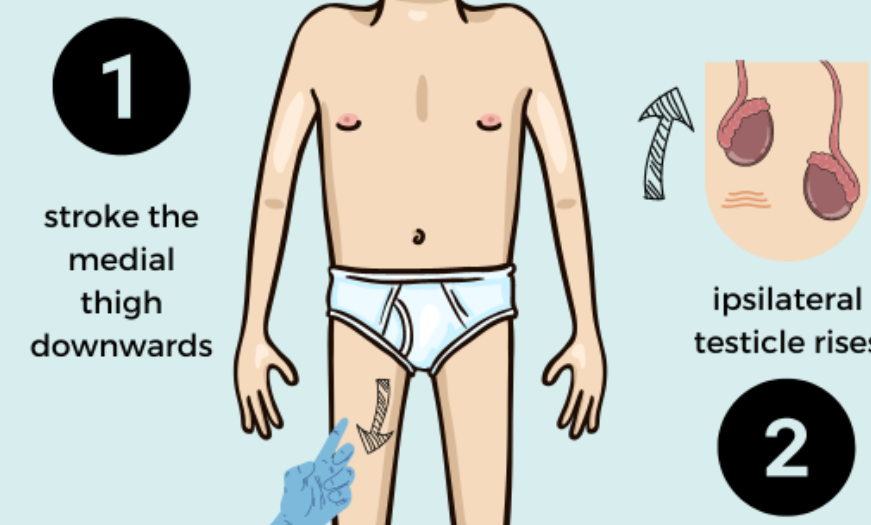 1
stroke the
medial
thigh
downwards
ipsilateral
testicle rises
2